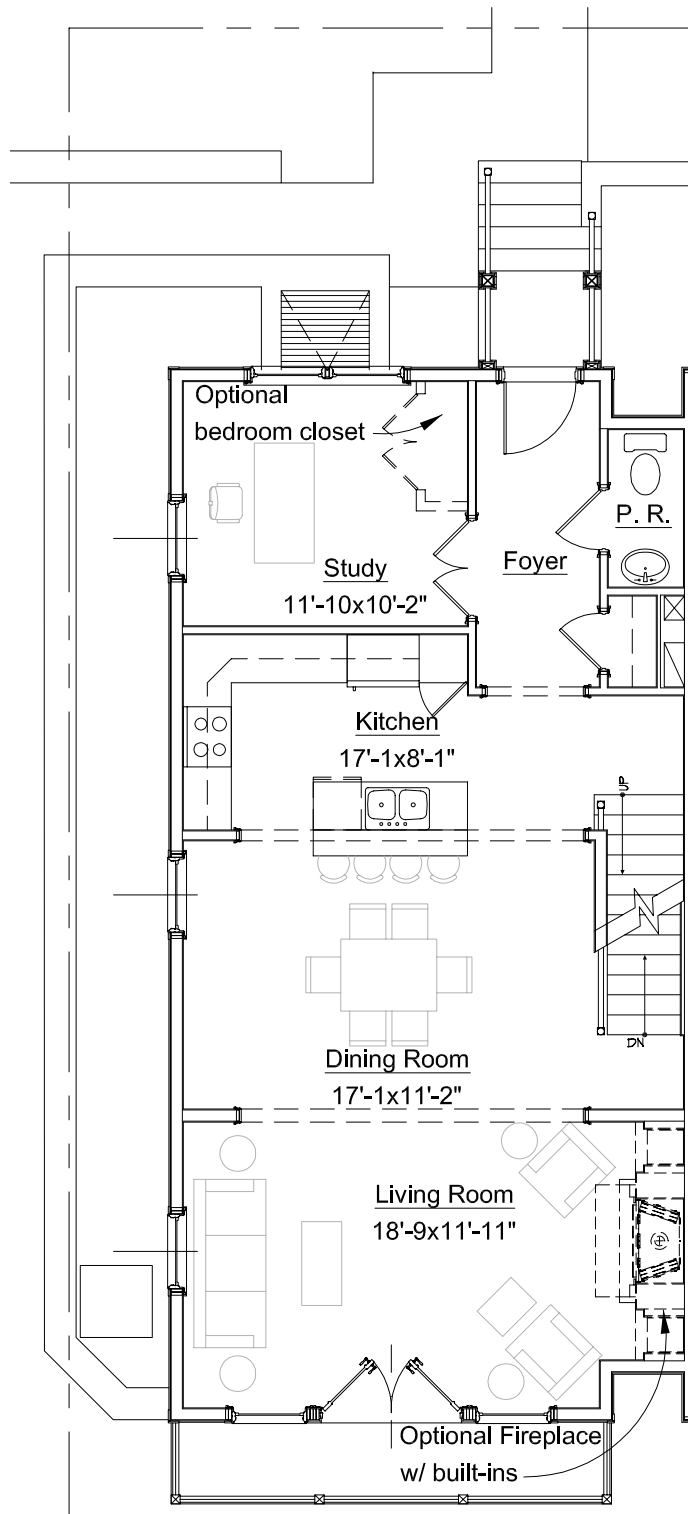 Optional
bedroom closet
P. R.
Foyer
Study
11'-10x10'-2"
Kitchen
17'-1x8'-1"
UP
DN
Dining Room
17'-1x11'-2"
Living Room
18'-9x11'-11"
Optional Fireplace
w/ built-ins